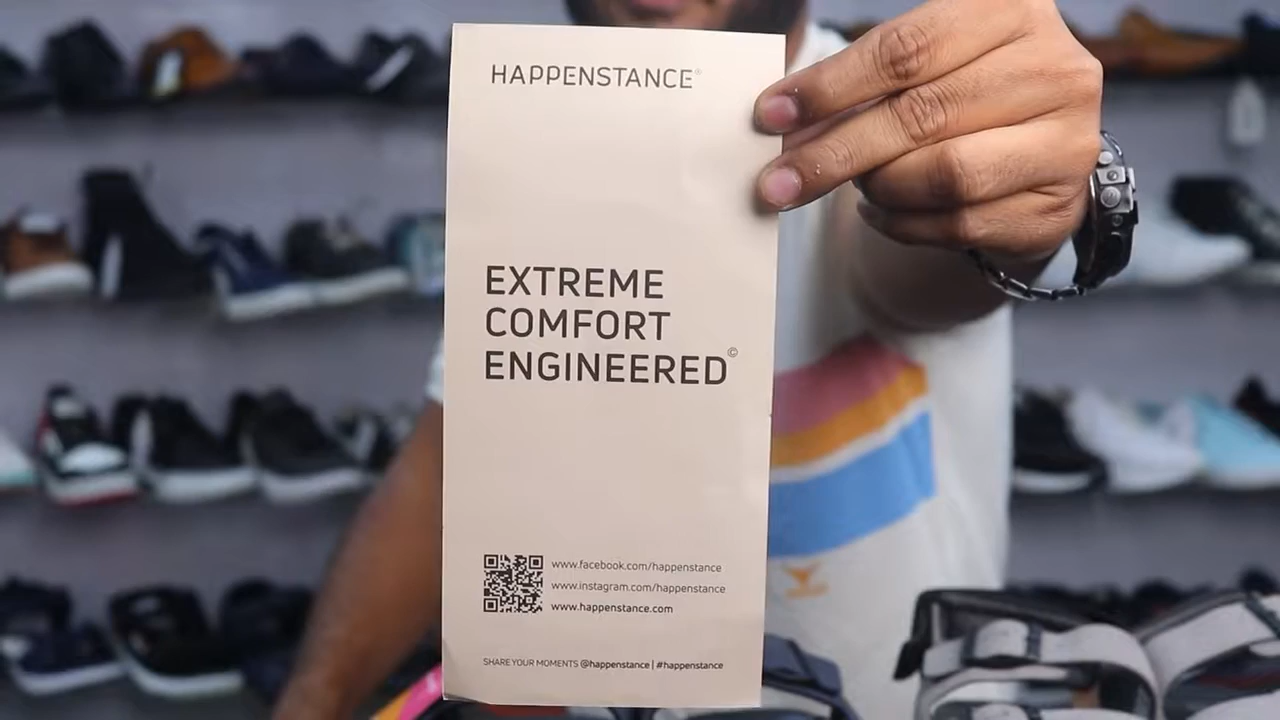 HAPPENSTANCE®
EXTREME
COMFORT
ENGINEERED©
www.facebook.com/happenstance
www.instagram.com/happenstance
www.happenstance.com
SHARE YOUR MOMENTS @happenstance | #happenstance